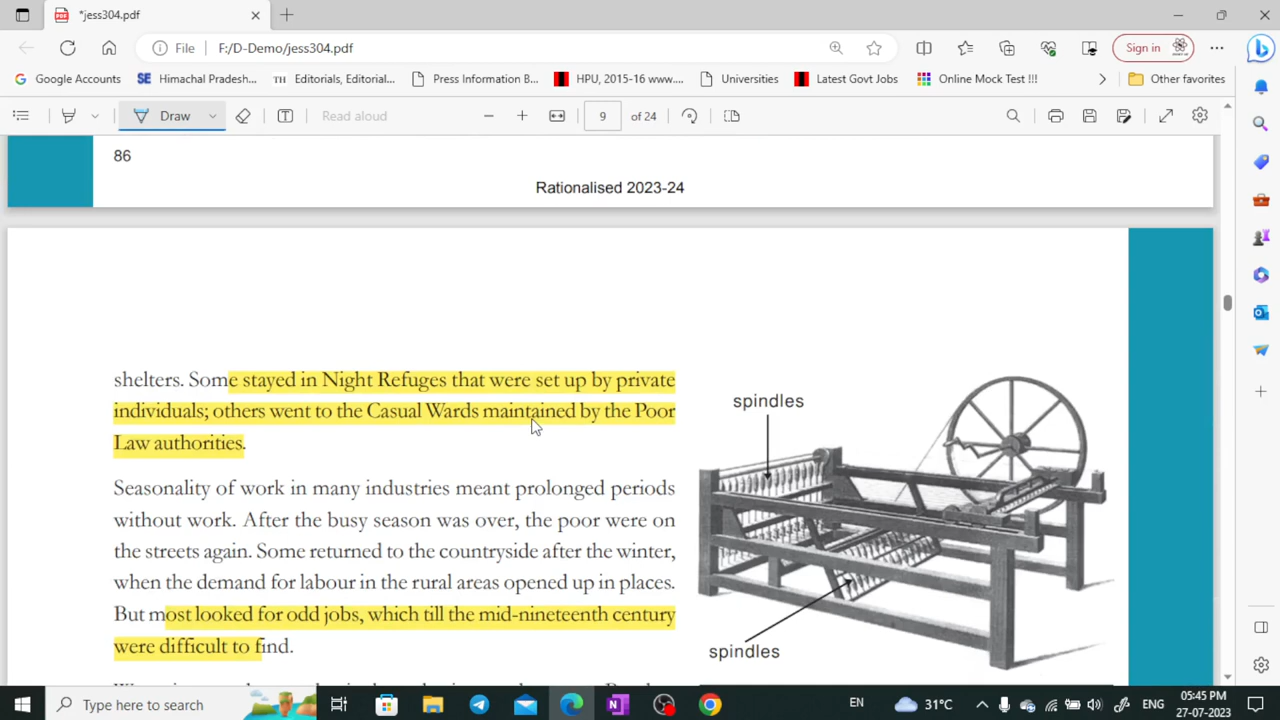 *jess304.pdf
File
F:/D-Demo/jess304.pdf
Sign in
Google Accounts
SE Himachal Pradesh...
TH Editorials, Editorial...
Press Information B...
HPU, 2015-16 www....
Universities
Latest Govt Jobs
Online Mock Test !!!
Other favorites
Draw
Read aloud
9 of 24
86
Rationalised 2023-24
shelters. Some stayed in Night Refuges that were set up by private
individuals; others went to the Casual Wards maintained by the Poor
Law authorities.
Seasonality of work in many industries meant prolonged periods
without work. After the busy season was over, the poor were on
the streets again. Some returned to the countryside after the winter,
when the demand for labour in the rural areas opened up in places.
But most looked for odd jobs, which till the mid-nineteenth century
were difficult to find.
spindles
spindles
Type here to search
EN
31°C
ENG
05:45 PM
27-07-2023